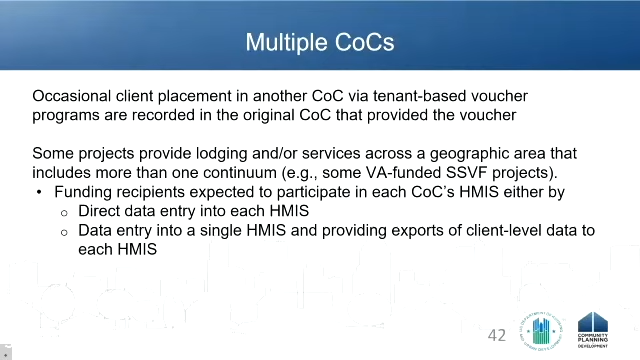 Multiple CoCs
Occasional client placement in another CoC via tenant-based voucher
programs are recorded in the original CoC that provided the voucher
Some projects provide lodging and/or services across a geographic area that
includes more than one continuum (e.g., some VA-funded SSVF projects).
• Funding recipients expected to participate in each CoC's HMIS either by
o Direct data entry into each HMIS
o Data entry into a single HMIS and providing exports of client-level data to
each HMIS
42
COMMUNITY
PLANNING
DEVELOPMENT